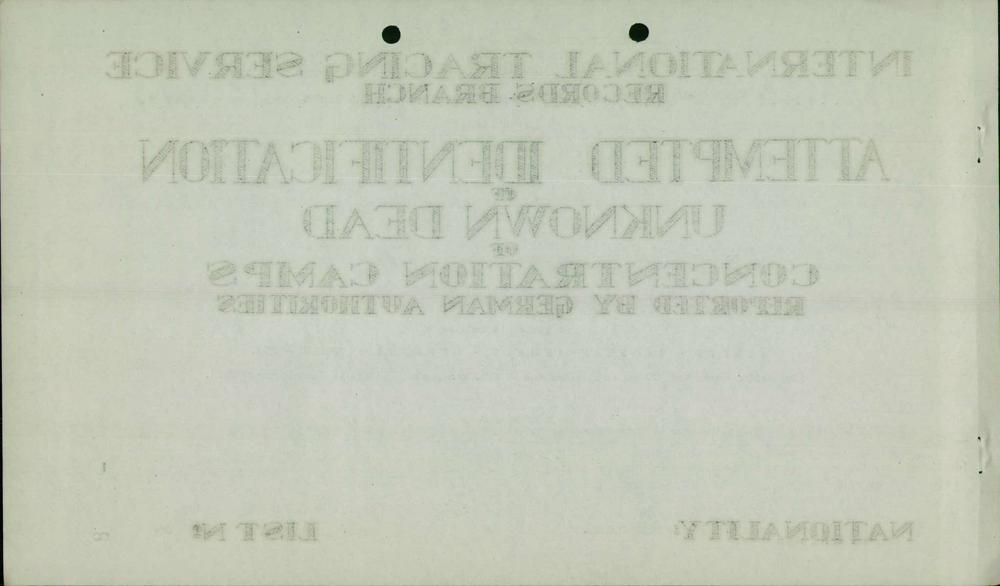 INTERNATIONAL TRACING SERVICE
RECORDS BRANCH
ATTEMPTED IDENTIFICATION
OF
UNKNOWN DEAD
OF
CONCENTRATION CAMPS
REPORTED BY GERMAN AUTHORITIES
NATIONALITY: LIST Nº